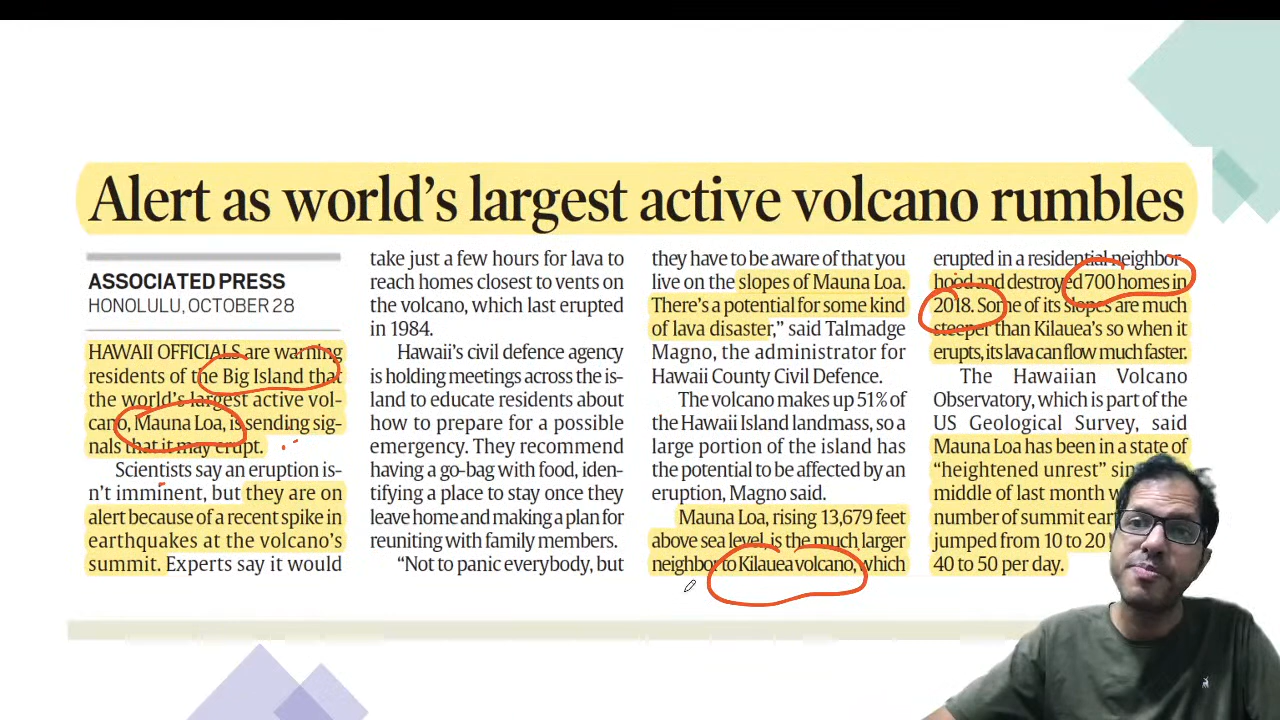 Alert as world's largest active volcano rumbles
ASSOCIATED PRESS
HONOLULU, OCTOBER 28
HAWAII OFFICIALS are warning
residents of the Big Island that
the world's largest active vol-
cano, Mauna Loa, is sending sig-
nals that it may erupt.
Scientists say an eruption is-
n't imminent, but they are on
alert because of a recent spike in
earthquakes at the volcano's
summit. Experts say it would
take just a few hours for lava to
reach homes closest to vents on
the volcano, which last erupted
in 1984.
Hawaii's civil defence agency
is holding meetings across the is-
land to educate residents about
how to prepare for a possible
emergency. They recommend
having a go-bag with food, iden-
tifying a place to stay once they
leave home and making a plan for
reuniting with family members.
“Not to panic everybody, but
they have to be aware of that you
live on the slopes of Mauna Loa.
There's a potential for some kind
of lava disaster,” said Talmadge
Magno, the administrator for
Hawaii County Civil Defence.
The volcano makes up 51% of
the Hawaii Island landmass, so a
large portion of the island has
the potential to be affected by an
eruption, Magno said.
Mauna Loa, rising 13,679 feet
above sea level, is the much larger
neighbor to Kilauea volcano, which
erupted in a residential neighbor-
hood and destroyed 700 homes in
2018. Some of its slopes are much
steeper than Kilauea's so when it
erupts, its lava can flow much faster.
The Hawaiian Volcano
Observatory, which is part of the
US Geological Survey, said
Mauna Loa has been in a state of
“heightened unrest”
middle of last month
number of summit
jumped from 10 to 20
40 to 50 per day.